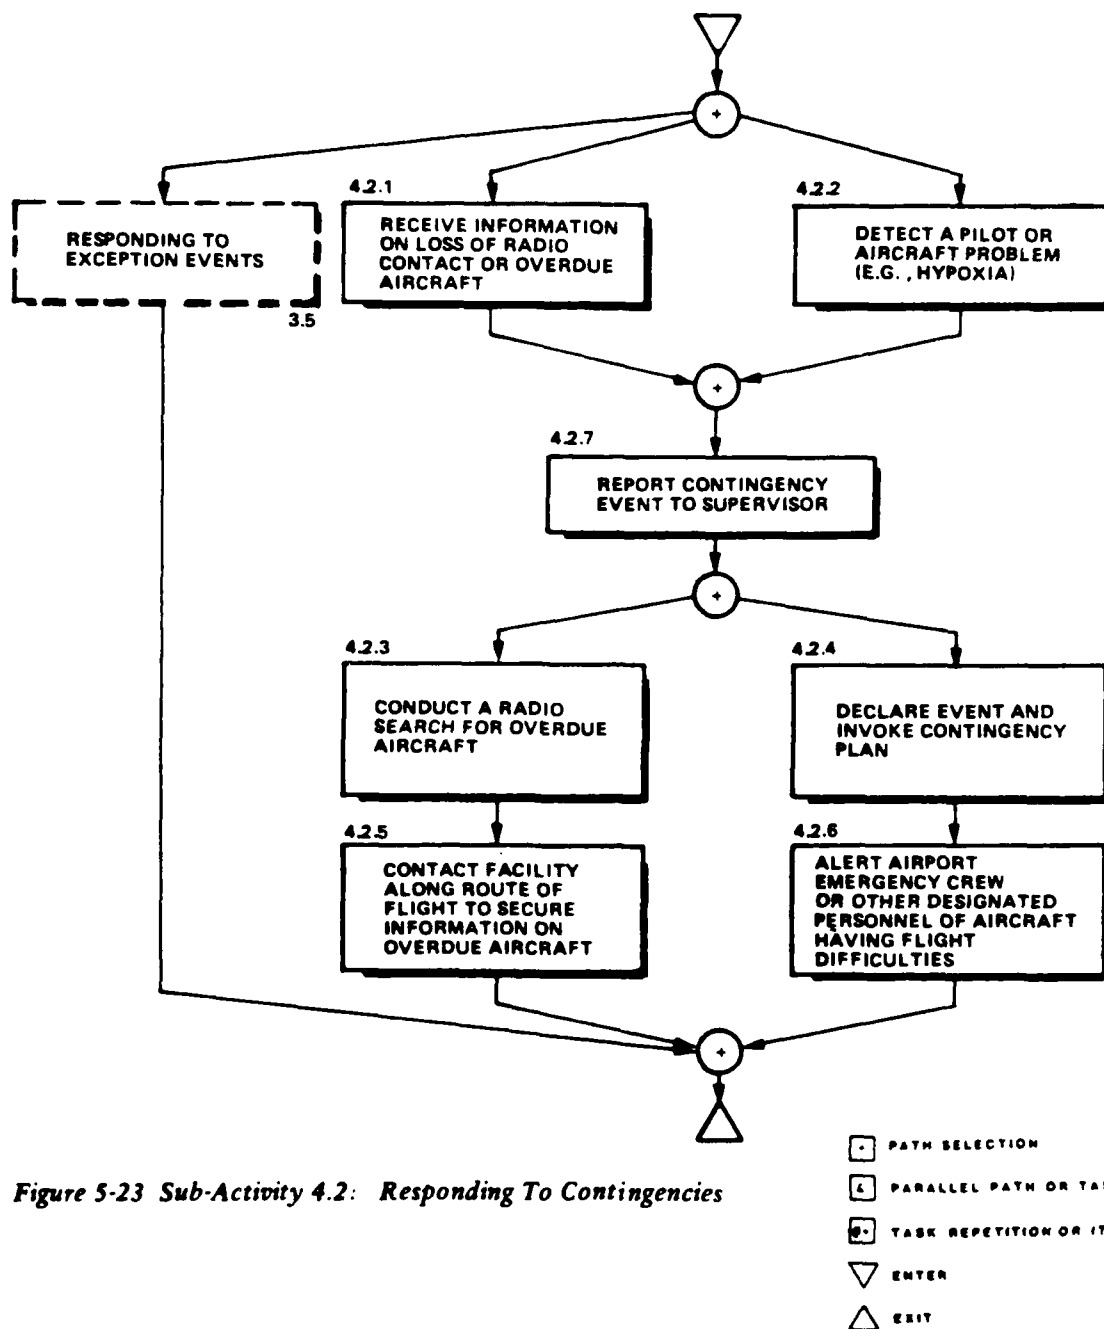 +
4.2.1
4.2.2
RESPONDING TO
EXCEPTION EVENTS
3.5
RECEIVE INFORMATION
ON LOSS OF RADIO
CONTACT OR OVERDUE
AIRCRAFT
DETECT A PILOT OR
AIRCRAFT PROBLEM
(E.G., HYPOXIA)
+
4.2.7
REPORT CONTINGENCY
EVENT TO SUPERVISOR
+
4.2.3
CONDUCT A RADIO
SEARCH FOR OVERDUE
AIRCRAFT
4.2.4
DECLARE EVENT AND
INVOKE CONTINGENCY
PLAN
4.2.5
CONTACT FACILITY
ALONG ROUTE OF
FLIGHT TO SECURE
INFORMATION ON
OVERDUE AIRCRAFT
4.2.6
ALERT AIRPORT
EMERGENCY CREW
OR OTHER DESIGNATED
PERSONNEL OF AIRCRAFT
HAVING FLIGHT
DIFFICULTIES
+
Figure 5-23 Sub-Activity 4.2: Responding To Contingencies
+ PATH SELECTION
& PARALLEL PATH OR TAS
TASK REPETITION OR IT
ENTER
EXIT